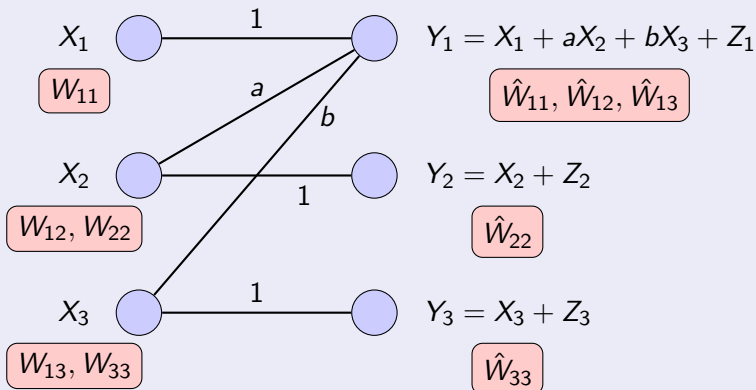 X₁ 1 Y₁ = X₁ + aX₂ + bX₃ + Z₁
W₁₁ Ŵ₁₁, Ŵ₁₂, Ŵ₁₃
a
b
X₂ 1 Y₂ = X₂ + Z₂
W₁₂, W₂₂ Ŵ₂₂
X₃ 1 Y₃ = X₃ + Z₃
W₁₃, W₃₃ Ŵ₃₃